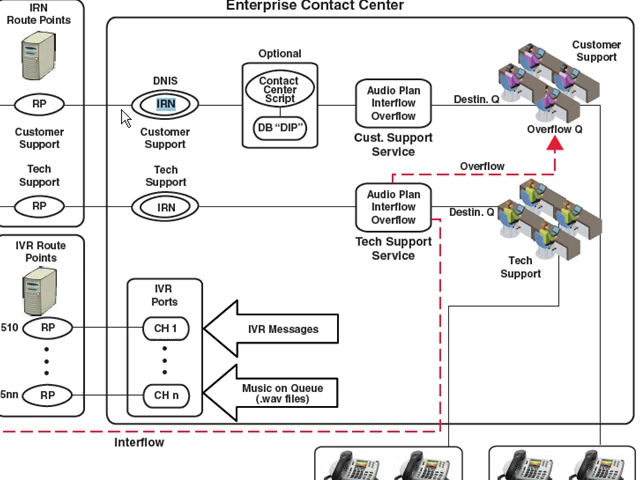 Enterprise Contact Center
IRN
Route Points
RP
Customer
Support
Tech
Support
RP
DNIS
IRN
Customer
Support
Tech
Support
IRN
Optional
Contact
Center
Script
DB “DIP”
Audio Plan
Interflow
Overflow
Cust. Support
Service
Destin. Q
Customer
Support
Overflow Q
Overflow
Audio Plan
Interflow
Overflow
Tech Support
Service
Destin. Q
Tech
Support
IVR Route
Points
510
RP
5nn
RP
IVR
Ports
CH 1
CH n
IVR Messages
Music on Queue
(.wav files)
Interflow